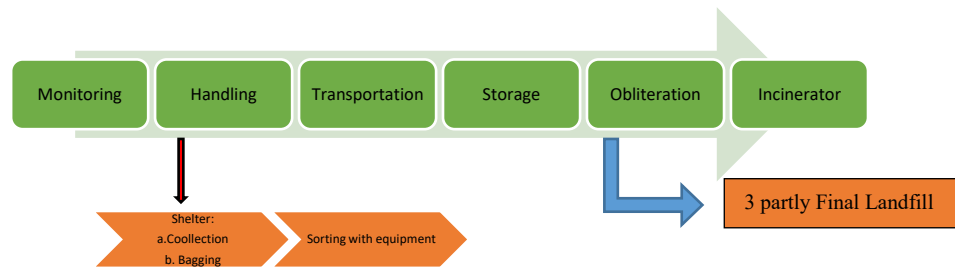 Monitoring
Handling
Transportation
Storage
Obliteration
Incinerator
3 partly Final Landfill
Shelter:
a.Coollection
b. Bagging
Sorting with equipment